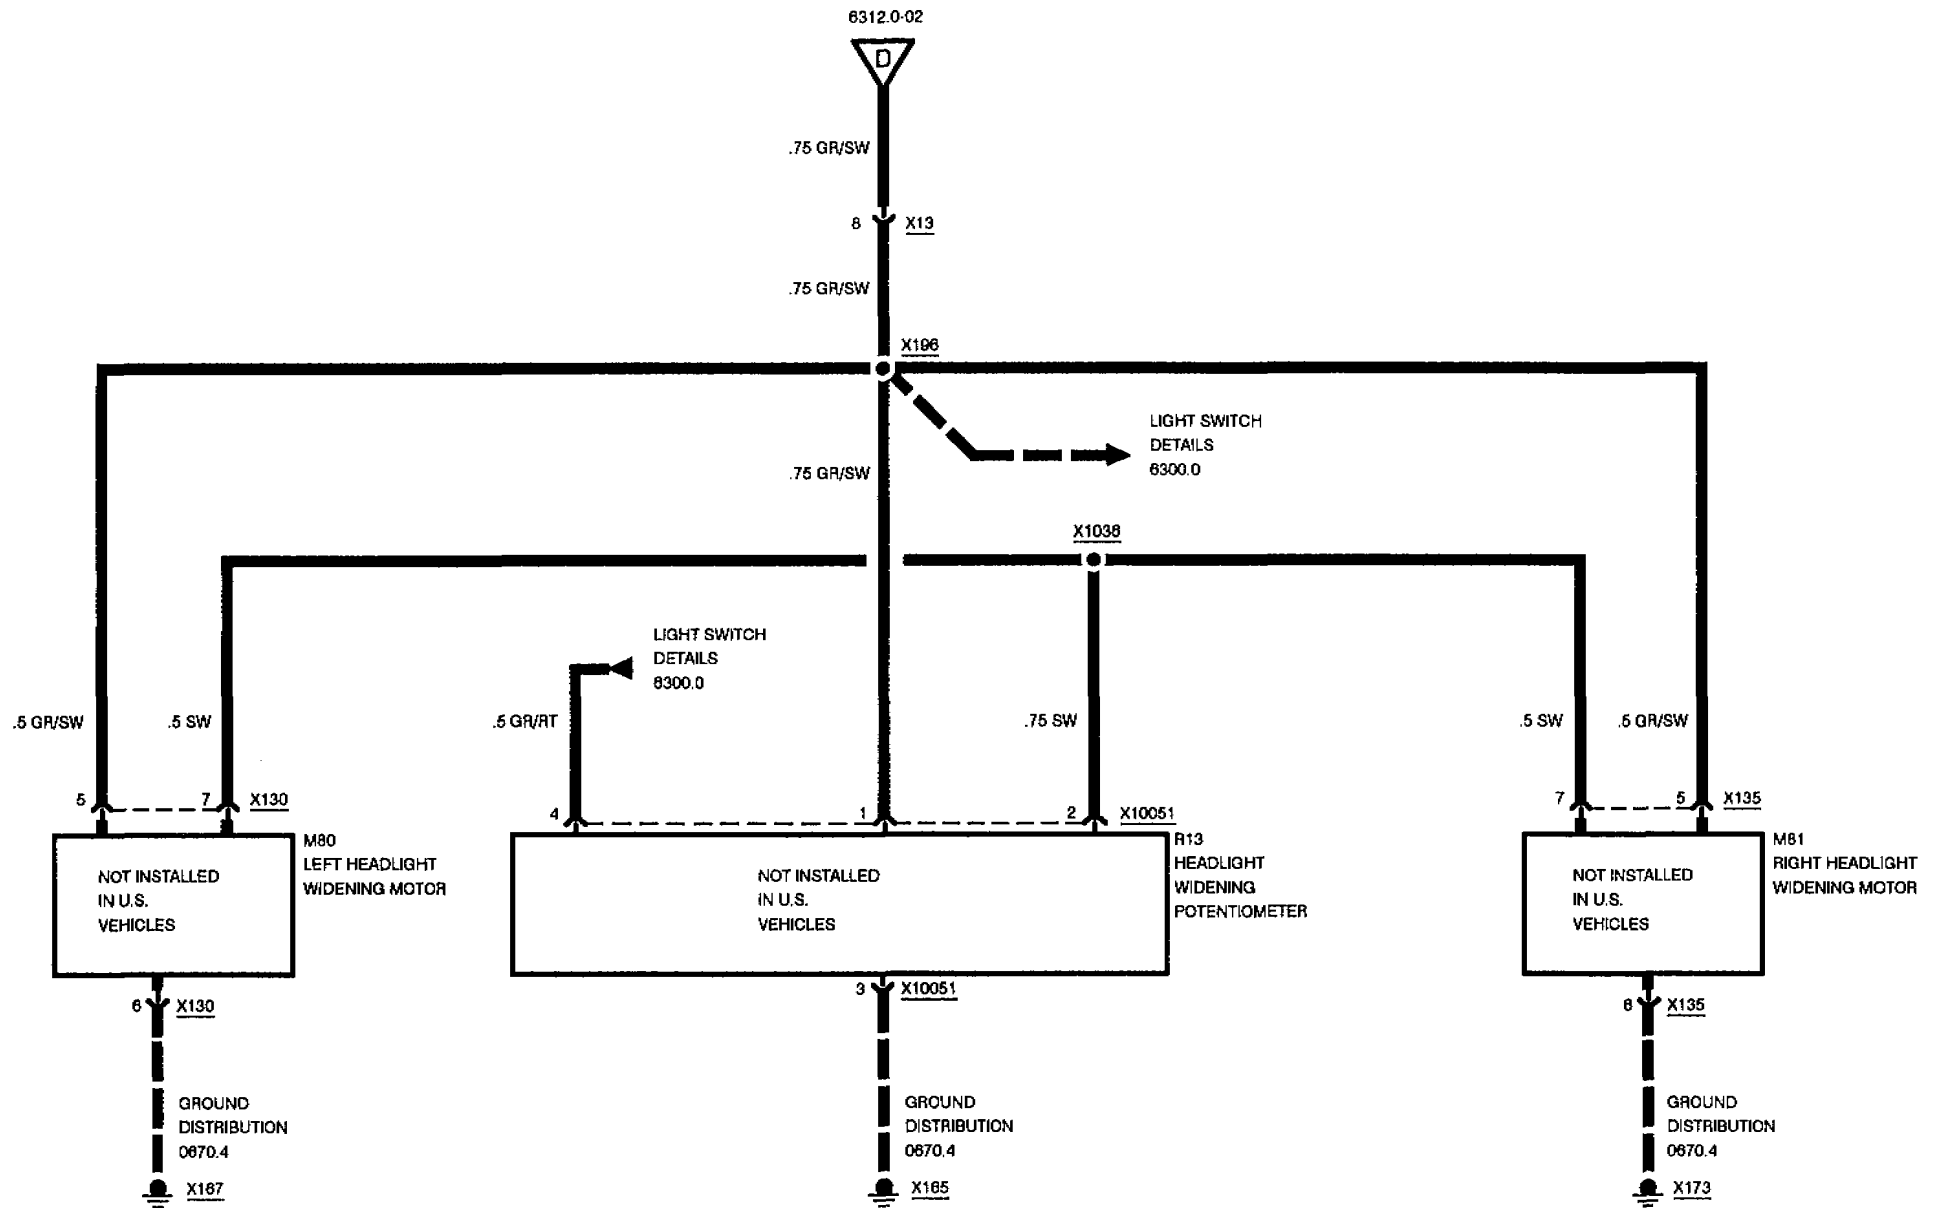 6312.0-02
D
.75 GR/SW
8 X13
.75 GR/SW
X196
LIGHT SWITCH
DETAILS
6300.0
.75 GR/SW
X1038
LIGHT SWITCH
DETAILS
6300.0
.5 GR/SW
.5 SW
.5 GR/RT
.75 SW
.5 SW
.5 GR/SW
5 7 X130
4 1 2 X10051
7 5 X135
M80
LEFT HEADLIGHT
WIDENING MOTOR
NOT INSTALLED
IN U.S.
VEHICLES
R13
HEADLIGHT
WIDENING
POTENTIOMETER
NOT INSTALLED
IN U.S.
VEHICLES
M81
RIGHT HEADLIGHT
WIDENING MOTOR
NOT INSTALLED
IN U.S.
VEHICLES
6 X130
3 X10051
6 X135
GROUND
DISTRIBUTION
0670.4
GROUND
DISTRIBUTION
0670.4
GROUND
DISTRIBUTION
0670.4
X167
X165
X173